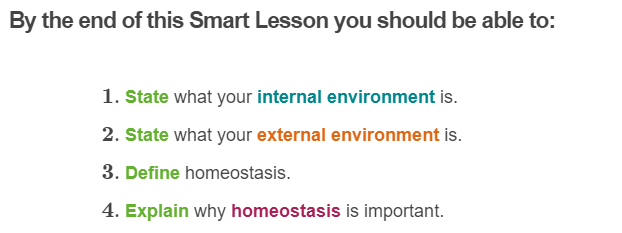 By the end of this Smart Lesson you should be able to:
1. State what your internal environment is.
2. State what your external environment is.
3. Define homeostasis.
4. Explain why homeostasis is important.